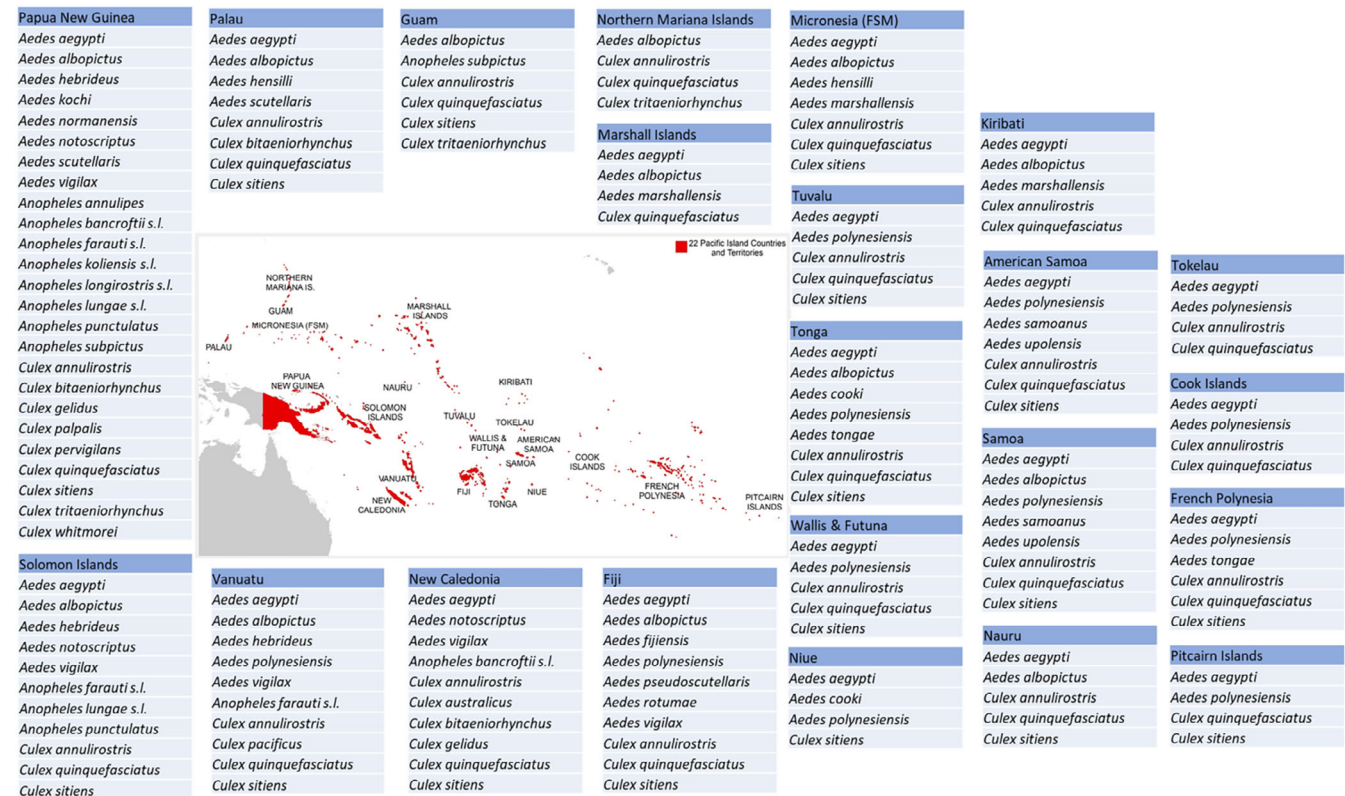 Papua New Guinea
Aedes aegypti
Aedes albopictus
Aedes hebrideus
Aedes kochi
Aedes normanensis
Aedes notoscriptus
Aedes scutellaris
Aedes vigilax
Anopheles annulipes
Anopheles bancroftii s.l.
Anopheles farauti s.l.
Anopheles koliensis s.l.
Anopheles longirostris s.l.
Anopheles lungae s.l.
Anopheles punctulatus
Anopheles subpictus
Culex annulirostris
Culex bitaeniorhynchus
Culex gelidus
Culex palpalis
Culex pervigilans
Culex quinquefasciatus
Culex sitiens
Culex tritaeniorhynchus
Culex whitmorei
Solomon Islands
Aedes aegypti
Aedes albopictus
Aedes hebrideus
Aedes notoscriptus
Aedes vigilax
Anopheles farauti s.l.
Anopheles lungae s.l.
Anopheles punctulatus
Culex annulirostris
Culex quinquefasciatus
Culex sitiens
Palau
Aedes aegypti
Aedes albopictus
Aedes hensilli
Aedes scutellaris
Culex annulirostris
Culex bitaeniorhynchus
Culex quinquefasciatus
Culex sitiens
Guam
Aedes albopictus
Anopheles subpictus
Culex annulirostris
Culex quinquefasciatus
Culex sitiens
Culex tritaeniorhynchus
Northern Mariana Islands
Aedes albopictus
Culex annulirostris
Culex quinquefasciatus
Culex tritaeniorhynchus
Marshall Islands
Aedes aegypti
Aedes albopictus
Aedes marshallensis
Culex quinquefasciatus
22 Pacific Island Countries
and Territories
NORTHERN
MARIANA IS.
GUAM
MICRONESIA (FSM)
MARSHALL
ISLANDS
PALAU
PAPUA
NEW GUINEA
NAURU
KIRIBATI
SOLOMON
ISLANDS
TUVALU
TOKELAU
WALLIS &
FUTUNA
AMERICAN
SAMOA
SAMOA
COOK
ISLANDS
VANUATU
FIJI
NIUE
FRENCH
POLYNESIA
NEW
CALEDONIA
TONGA
PITCAIRN
ISLANDS
Vanuatu
Aedes aegypti
Aedes albopictus
Aedes hebrideus
Aedes polynesiensis
Aedes vigilax
Anopheles farauti s.l.
Culex annulirostris
Culex pacificus
Culex quinquefasciatus
Culex sitiens
New Caledonia
Aedes aegypti
Aedes notoscriptus
Aedes vigilax
Anopheles bancroftii s.l.
Culex annulirostris
Culex australicus
Culex bitaeniorhynchus
Culex gelidus
Culex quinquefasciatus
Culex sitiens
Fiji
Aedes aegypti
Aedes albopictus
Aedes fijiensis
Aedes polynesiensis
Aedes pseudoscutellaris
Aedes rotumae
Aedes vigilax
Culex annulirostris
Culex quinquefasciatus
Culex sitiens
Micronesia (FSM)
Aedes aegypti
Aedes albopictus
Aedes hensilli
Aedes marshallensis
Culex annulirostris
Culex quinquefasciatus
Culex sitiens
Tuvalu
Aedes aegypti
Aedes polynesiensis
Culex annulirostris
Culex quinquefasciatus
Culex sitiens
Tonga
Aedes aegypti
Aedes albopictus
Aedes cooki
Aedes polynesiensis
Aedes tongae
Culex annulirostris
Culex quinquefasciatus
Culex sitiens
Wallis & Futuna
Aedes aegypti
Aedes polynesiensis
Culex annulirostris
Culex quinquefasciatus
Culex sitiens
Niue
Aedes aegypti
Aedes cooki
Aedes polynesiensis
Culex sitiens
Kiribati
Aedes aegypti
Aedes albopictus
Aedes marshallensis
Culex annulirostris
Culex quinquefasciatus
American Samoa
Aedes aegypti
Aedes polynesiensis
Aedes samoanus
Aedes upolensis
Culex annulirostris
Culex quinquefasciatus
Culex sitiens
Samoa
Aedes aegypti
Aedes albopictus
Aedes polynesiensis
Aedes samoanus
Aedes upolensis
Culex annulirostris
Culex quinquefasciatus
Culex sitiens
Nauru
Aedes aegypti
Aedes albopictus
Culex annulirostris
Culex quinquefasciatus
Culex sitiens
Tokelau
Aedes aegypti
Aedes polynesiensis
Culex annulirostris
Culex quinquefasciatus
Cook Islands
Aedes aegypti
Aedes polynesiensis
Culex annulirostris
Culex quinquefasciatus
French Polynesia
Aedes aegypti
Aedes polynesiensis
Aedes tongae
Culex annulirostris
Culex quinquefasciatus
Culex sitiens
Pitcairn Islands
Aedes aegypti
Aedes polynesiensis
Culex quinquefasciatus
Culex sitiens